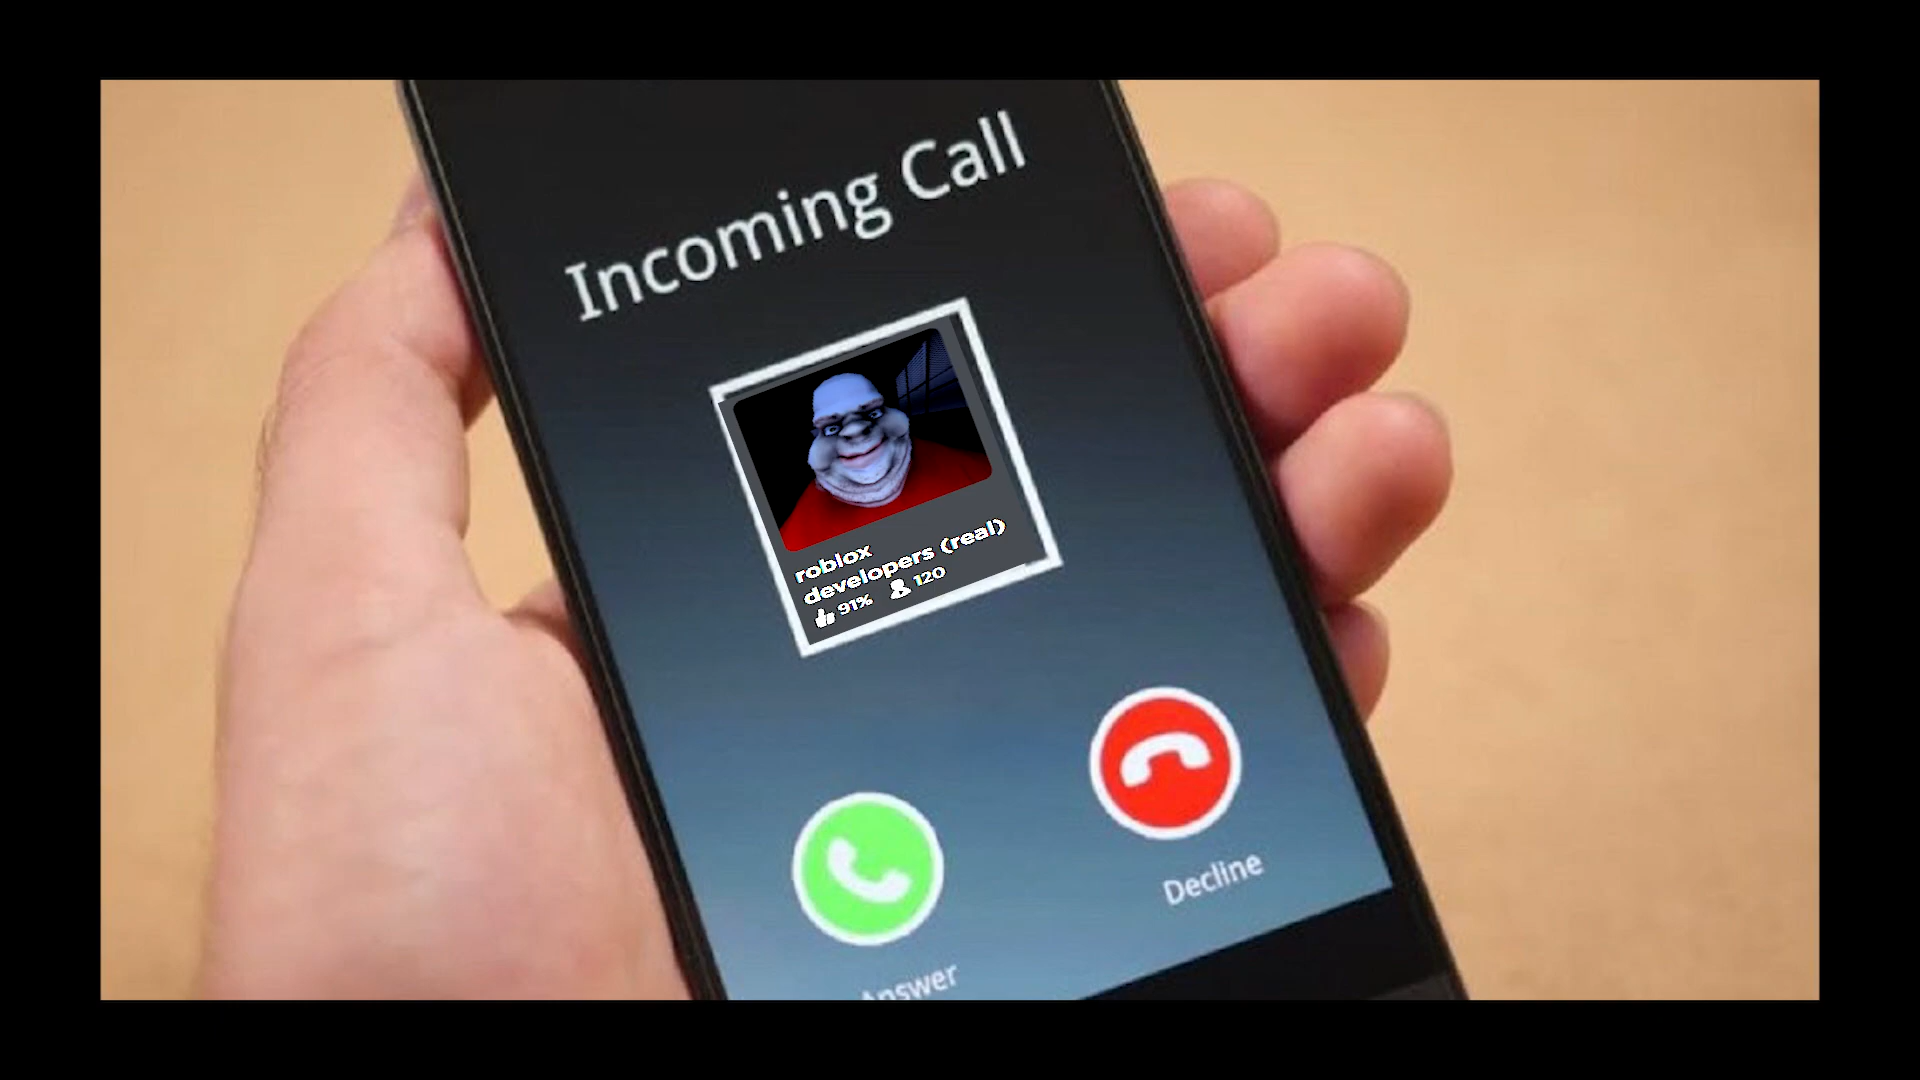 Incoming Call
roblox
developers (real)
91% 120
Decline
Answer